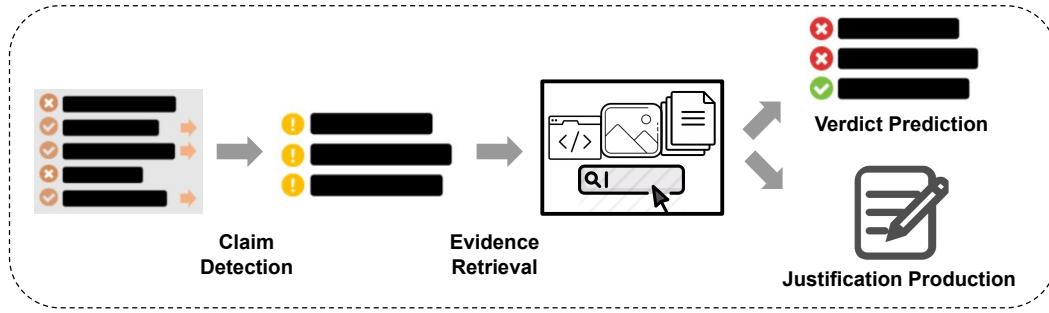 Claim
Detection
Evidence
Retrieval
</>
Verdict Prediction
Justification Production